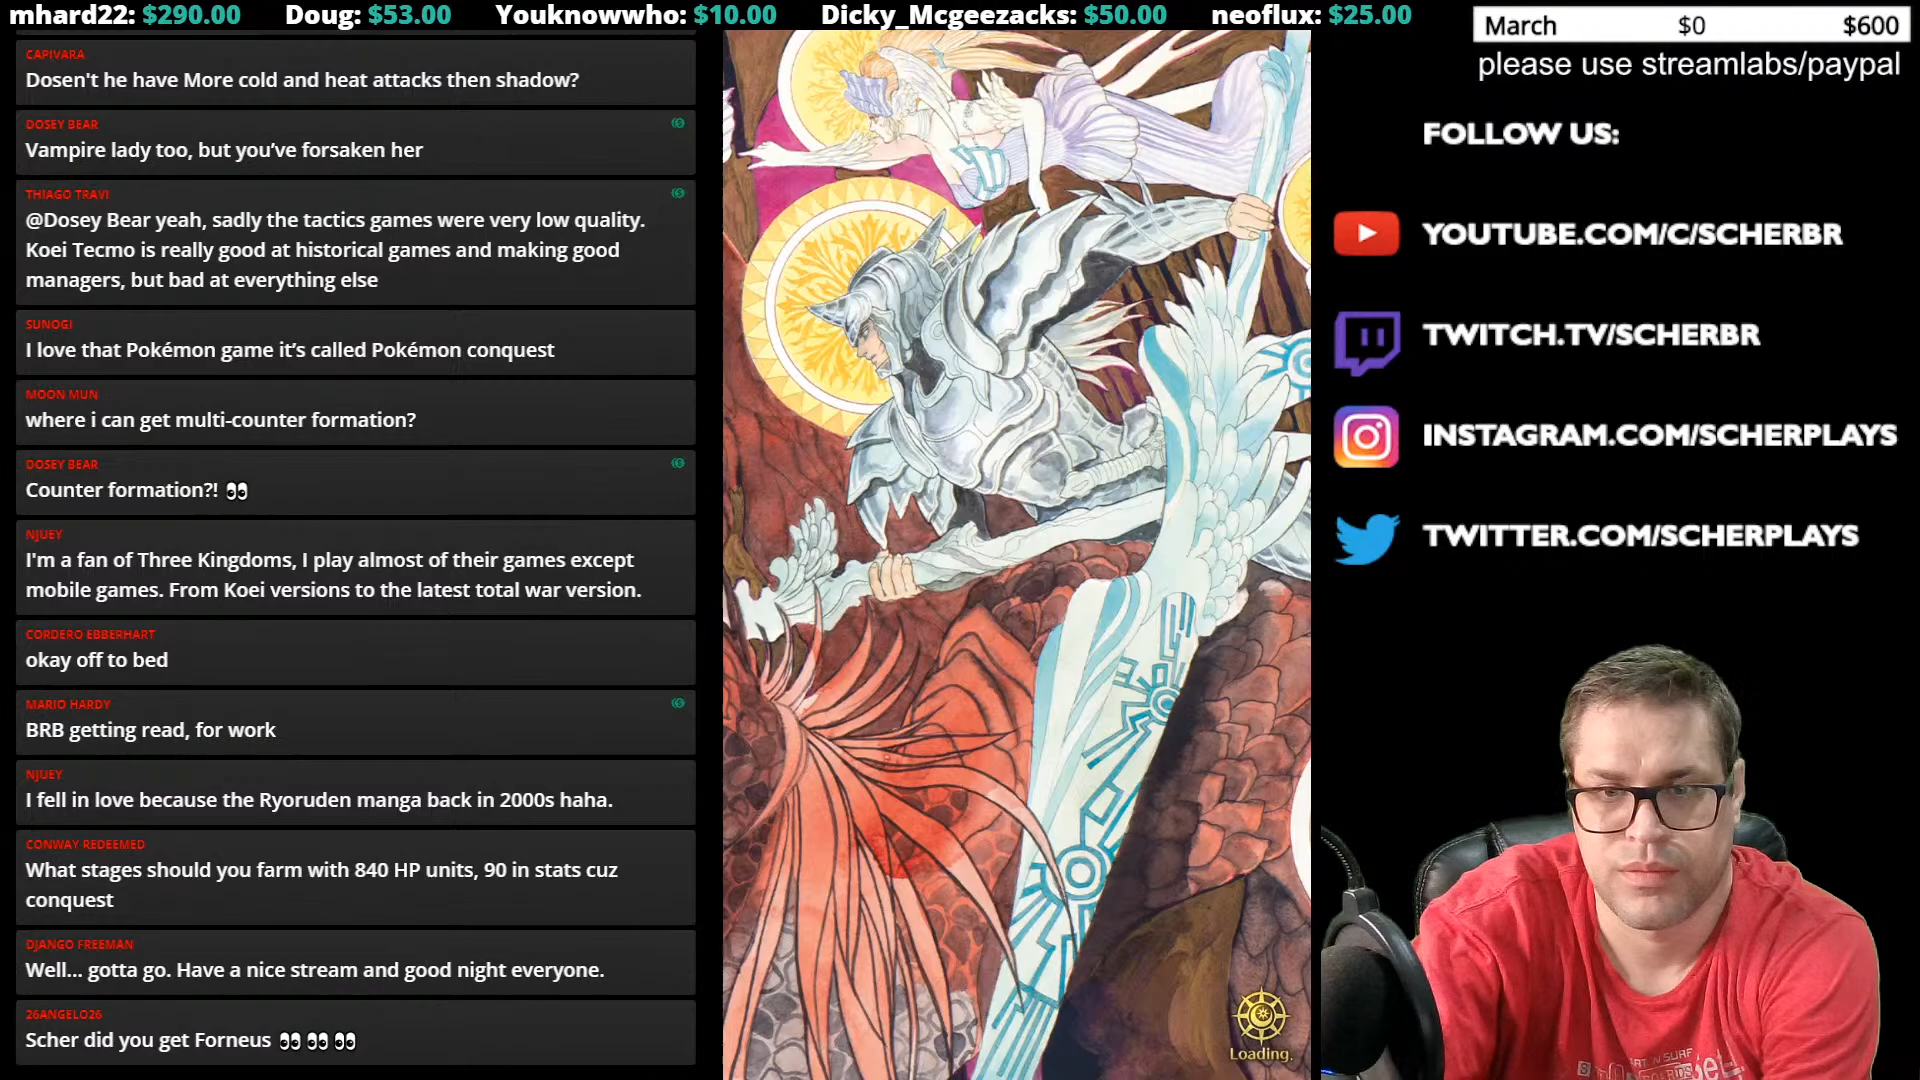 mhard22: $290.00 Doug: $53.00 Youknowwho: $10.00 Dicky_Mcgeezacks: $50.00 neoflux: $25.00
CAPIVARA
Dosen't he have More cold and heat attacks then shadow?
DOSEY BEAR
Vampire lady too, but you've forsaken her
THIAGO TRAVI
@Dosey Bear yeah, sadly the tactics games were very low quality.
Koei Tecmo is really good at historical games and making good
managers, but bad at everything else
SUNOGI
I love that Pokémon game it's called Pokémon conquest
MOON MUN
where i can get multi-counter formation?
DOSEY BEAR
Counter formation?! 👀
NJUEY
I'm a fan of Three Kingdoms, I play almost of their games except
mobile games. From Koei versions to the latest total war version.
CORDERO EBBERHART
okay off to bed
MARIO HARDY
BRB getting read, for work
NJUEY
I fell in love because the Ryoruden manga back in 2000s haha.
CONWAY REDEEMED
What stages should you farm with 840 HP units, 90 in stats cuz
conquest
DJANGO FREEMAN
Well... gotta go. Have a nice stream and good night everyone.
26ANGELO26
Scher did you get Forneus 👀 👀 👀
Loading.
March $0 $600
please use streamlabs/paypal
FOLLOW US:
YOUTUBE.COM/C/SCHERBR
TWITCH.TV/SCHERBR
INSTAGRAM.COM/SCHERPLAYS
TWITTER.COM/SCHERPLAYS